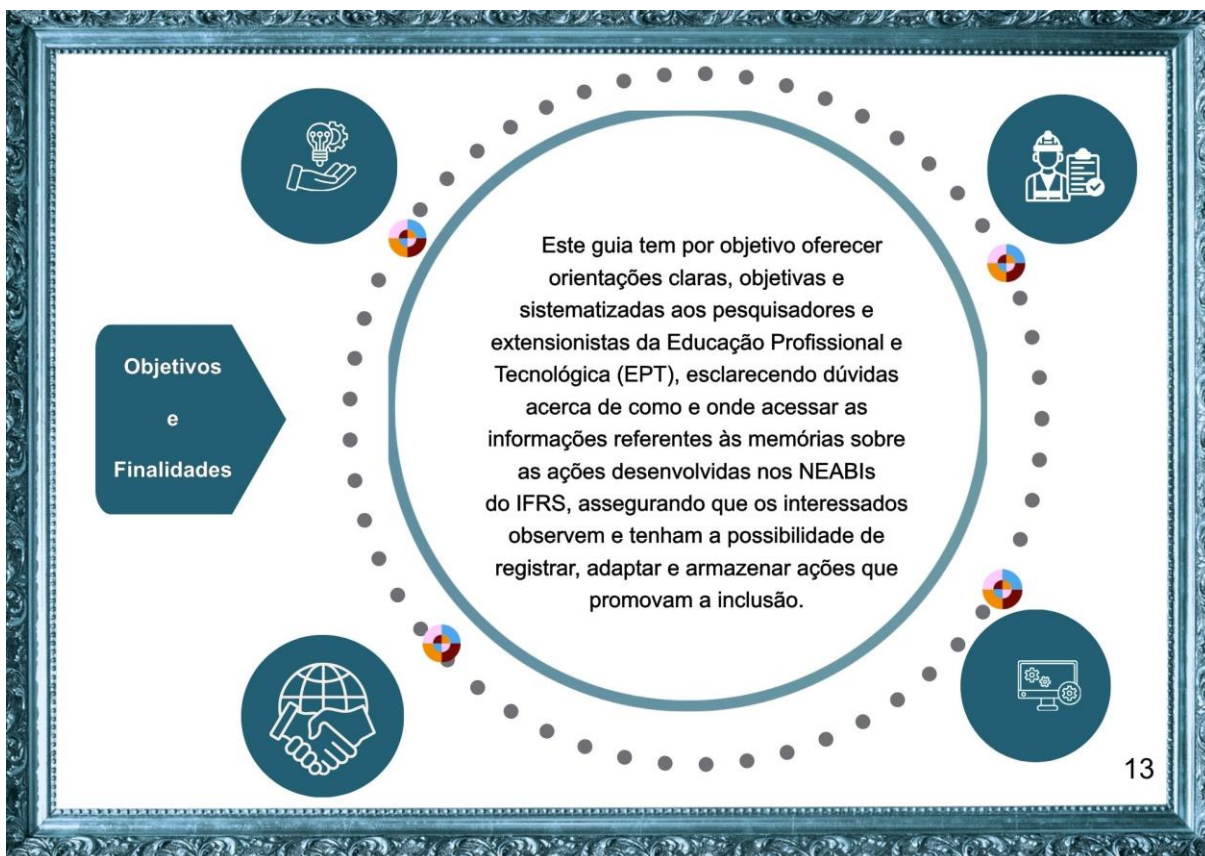 Objetivos
e
Finalidades
Este guia tem por objetivo oferecer
orientações claras, objetivas e
sistematizadas aos pesquisadores e
extensionistas da Educação Profissional e
Tecnológica (EPT), esclarecendo dúvidas
acerca de como e onde acessar as
informações referentes às memórias sobre
as ações desenvolvidas nos NEABIs
do IFRS, assegurando que os interessados
observem e tenham a possibilidade de
registrar, adaptar e armazenar ações que
promovam a inclusão.
13